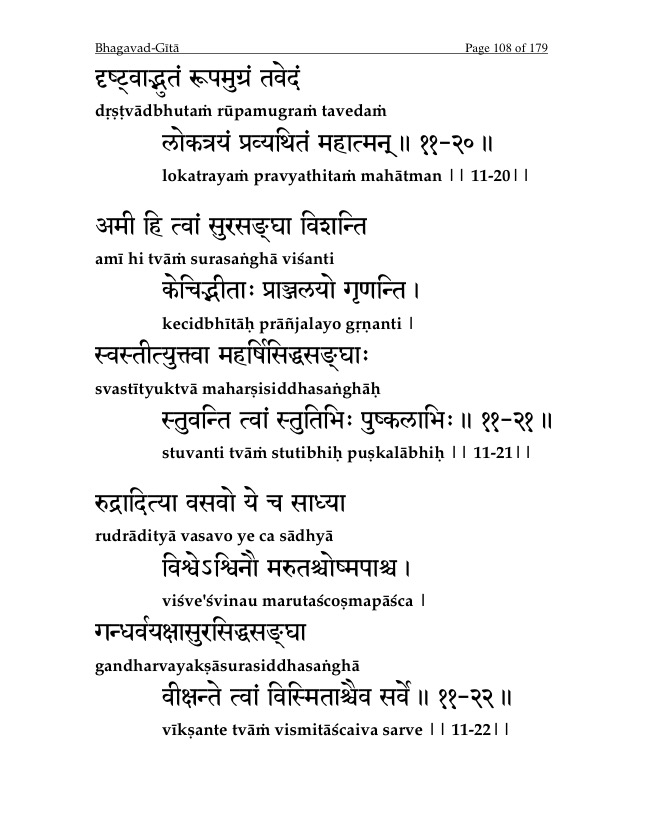 Bhagavad-Gītā Page 108 of 179
दृष्ट्वाद्भुतं रूपमुग्रं तवेदं
dṛṣṭvādbhutaṁ rūpamugraṁ tavedaṁ
लोकत्रयं प्रव्यथितं महात्मन्॥ ११-२०॥
lokatrayaṁ pravyathitaṁ mahātman || 11-20||
अमी हि त्वां सुरसङ्घा विशन्ति
amī hi tvāṁ surasaṅghā viśanti
केचिद्भीताः प्राञ्जलयो गृणन्ति।
kecidbhītāḥ prāñjalayo gṛṇanti |
स्वस्तीत्युक्त्वा महर्षिसिद्धसङ्घाः
svastītyuktvā maharṣisiddhasaṅghāḥ
स्तुवन्ति त्वां स्तुतिभिः पुष्कलाभिः॥ ११-२१॥
stuvanti tvāṁ stutibhiḥ puṣkalābhiḥ || 11-21||
रुद्रादित्या वसवो ये च साध्या
rudrādityā vasavo ye ca sādhyā
विश्वेऽश्विनौ मरुतश्चोष्मपाश्च।
viśve'śvinau marutaścoṣmapāśca |
गन्धर्वयक्षासुरसिद्धसङ्घा
gandharvayakṣāsurasiddhasaṅghā
वीक्षन्ते त्वां विस्मिताश्चैव सर्वे॥ ११-२२॥
vīkṣante tvāṁ vismitāścaiva sarve || 11-22||